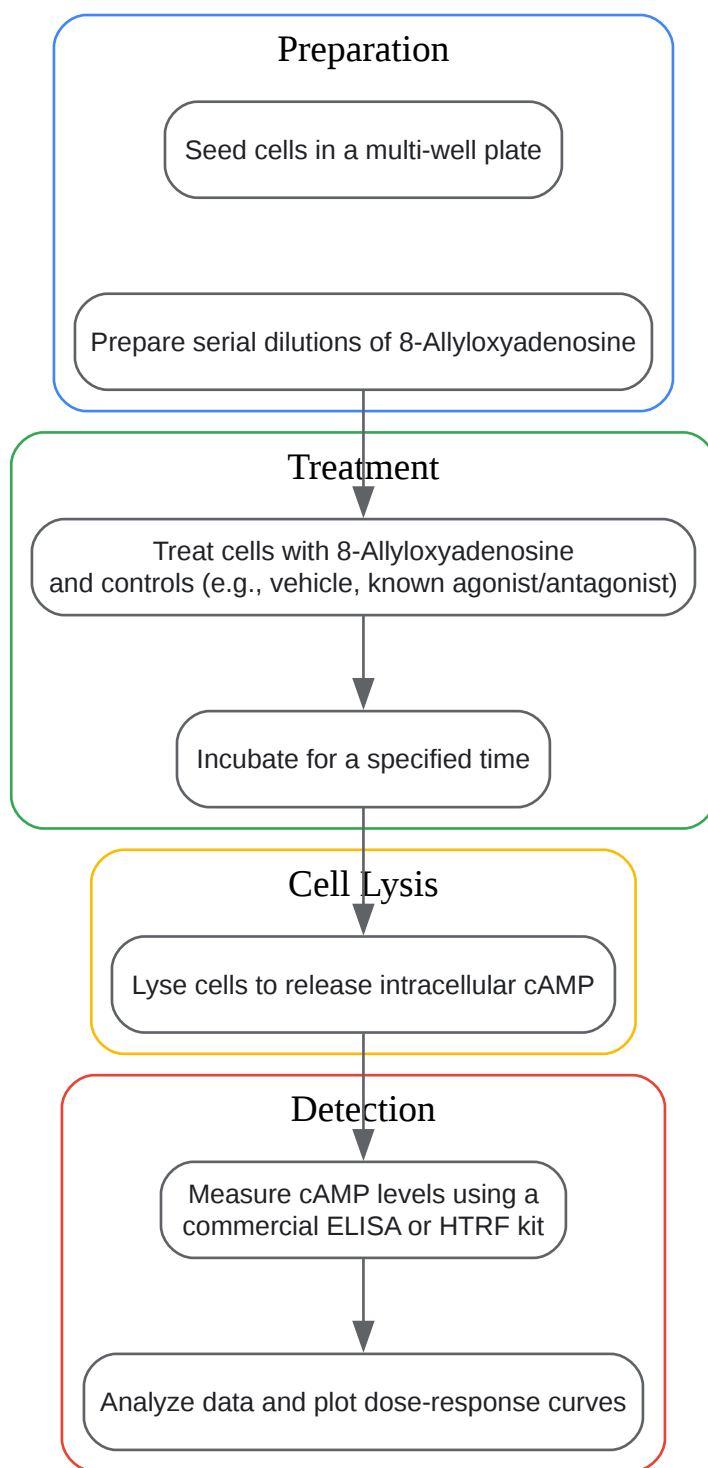 Preparation
Seed cells in a multi-well plate
Prepare serial dilutions of 8-Allyloxyadenosine
Treatment
Treat cells with 8-Allyloxyadenosine
and controls (e.g., vehicle, known agonist/antagonist)
Incubate for a specified time
Cell Lysis
Lyse cells to release intracellular cAMP
Detection
Measure cAMP levels using a
commercial ELISA or HTRF kit
Analyze data and plot dose-response curves